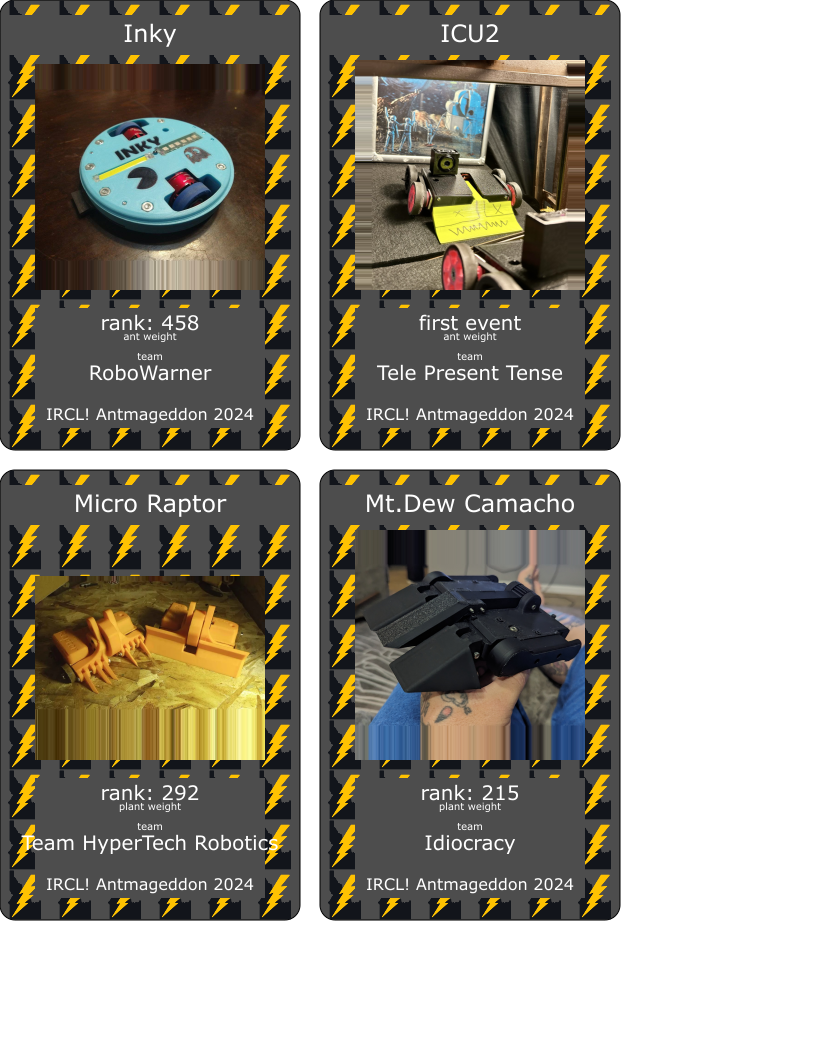 Inky
INKY
rank: 458
ant weight
team
RoboWarner
IRCL! Antmageddon 2024
ICU2
first event
ant weight
team
Tele Present Tense
IRCL! Antmageddon 2024
Micro Raptor
rank: 292
plant weight
team
Team HyperTech Robotics
IRCL! Antmageddon 2024
Mt.Dew Camacho
rank: 215
plant weight
team
Idiocracy
IRCL! Antmageddon 2024